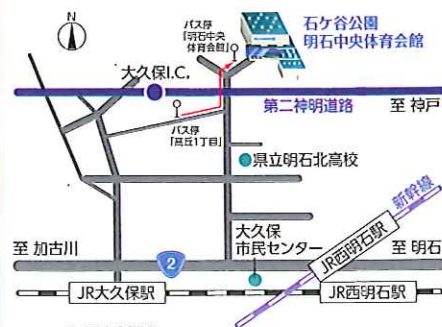 N
バス停
「明石中央
体育会館」
石ケ谷公園
明石中央体育会館
大久保I.C.
第二神明道路
至 神戸
バス停
「高丘1丁目」
県立明石北高校
新幹線
大久保
市民センター
至 加古川
2
JR西明石駅
至 明石
JR大久保駅
JR西明石駅